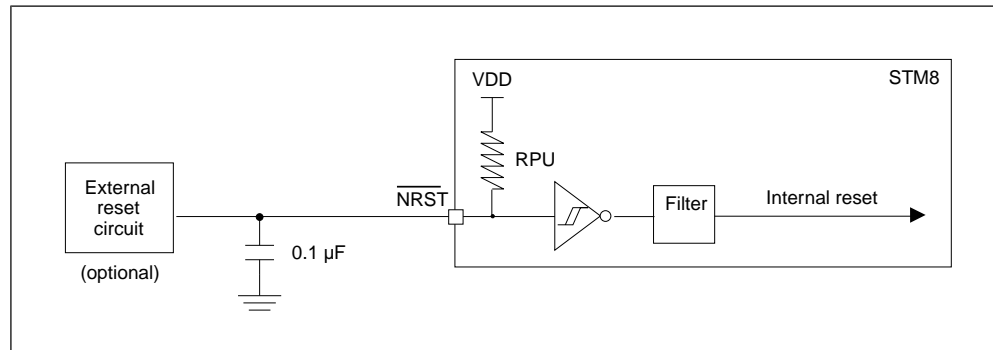 STM8
VDD
RPU
External
reset
circuit
(optional)
0.1 µF
NRST
Filter
Internal reset